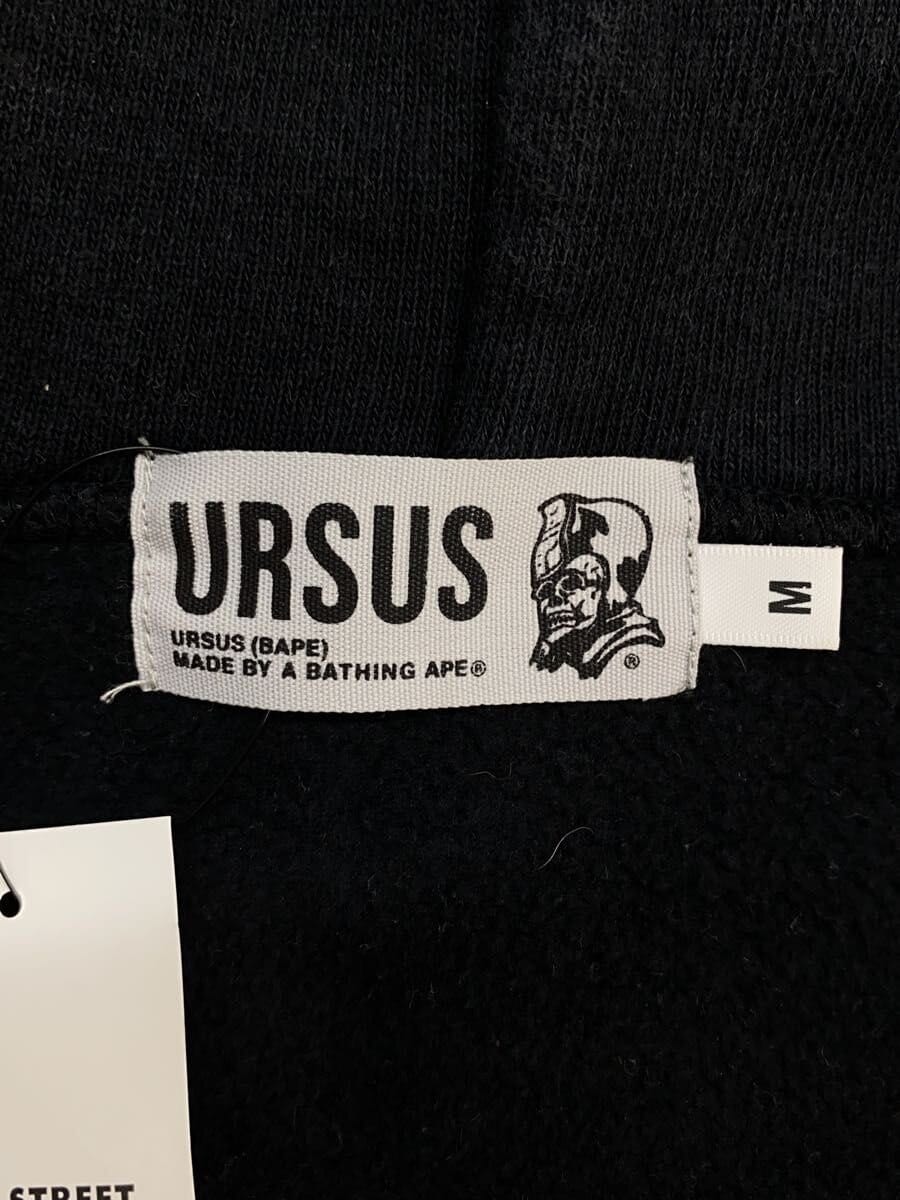 URSUS
URSUS (BAPE)
MADE BY A BATHING APE®
®
M
STREET